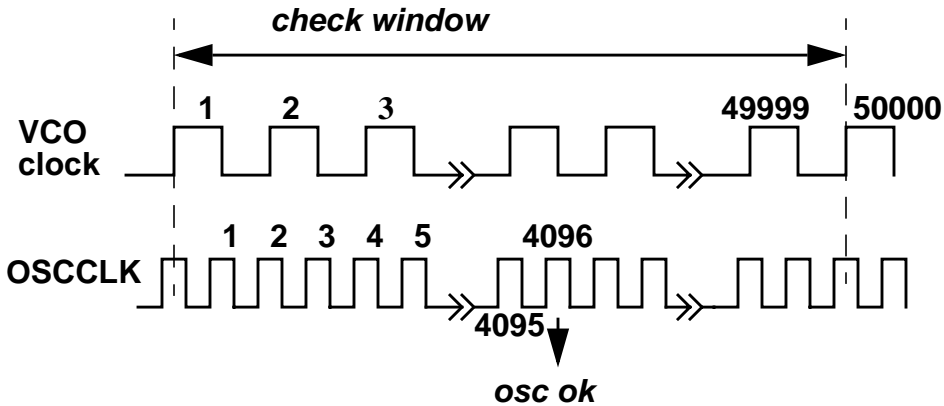 check window
1 2 3 49999 50000
VCO
clock
1 2 3 4 5 4096
OSCCLK
4095
osc ok